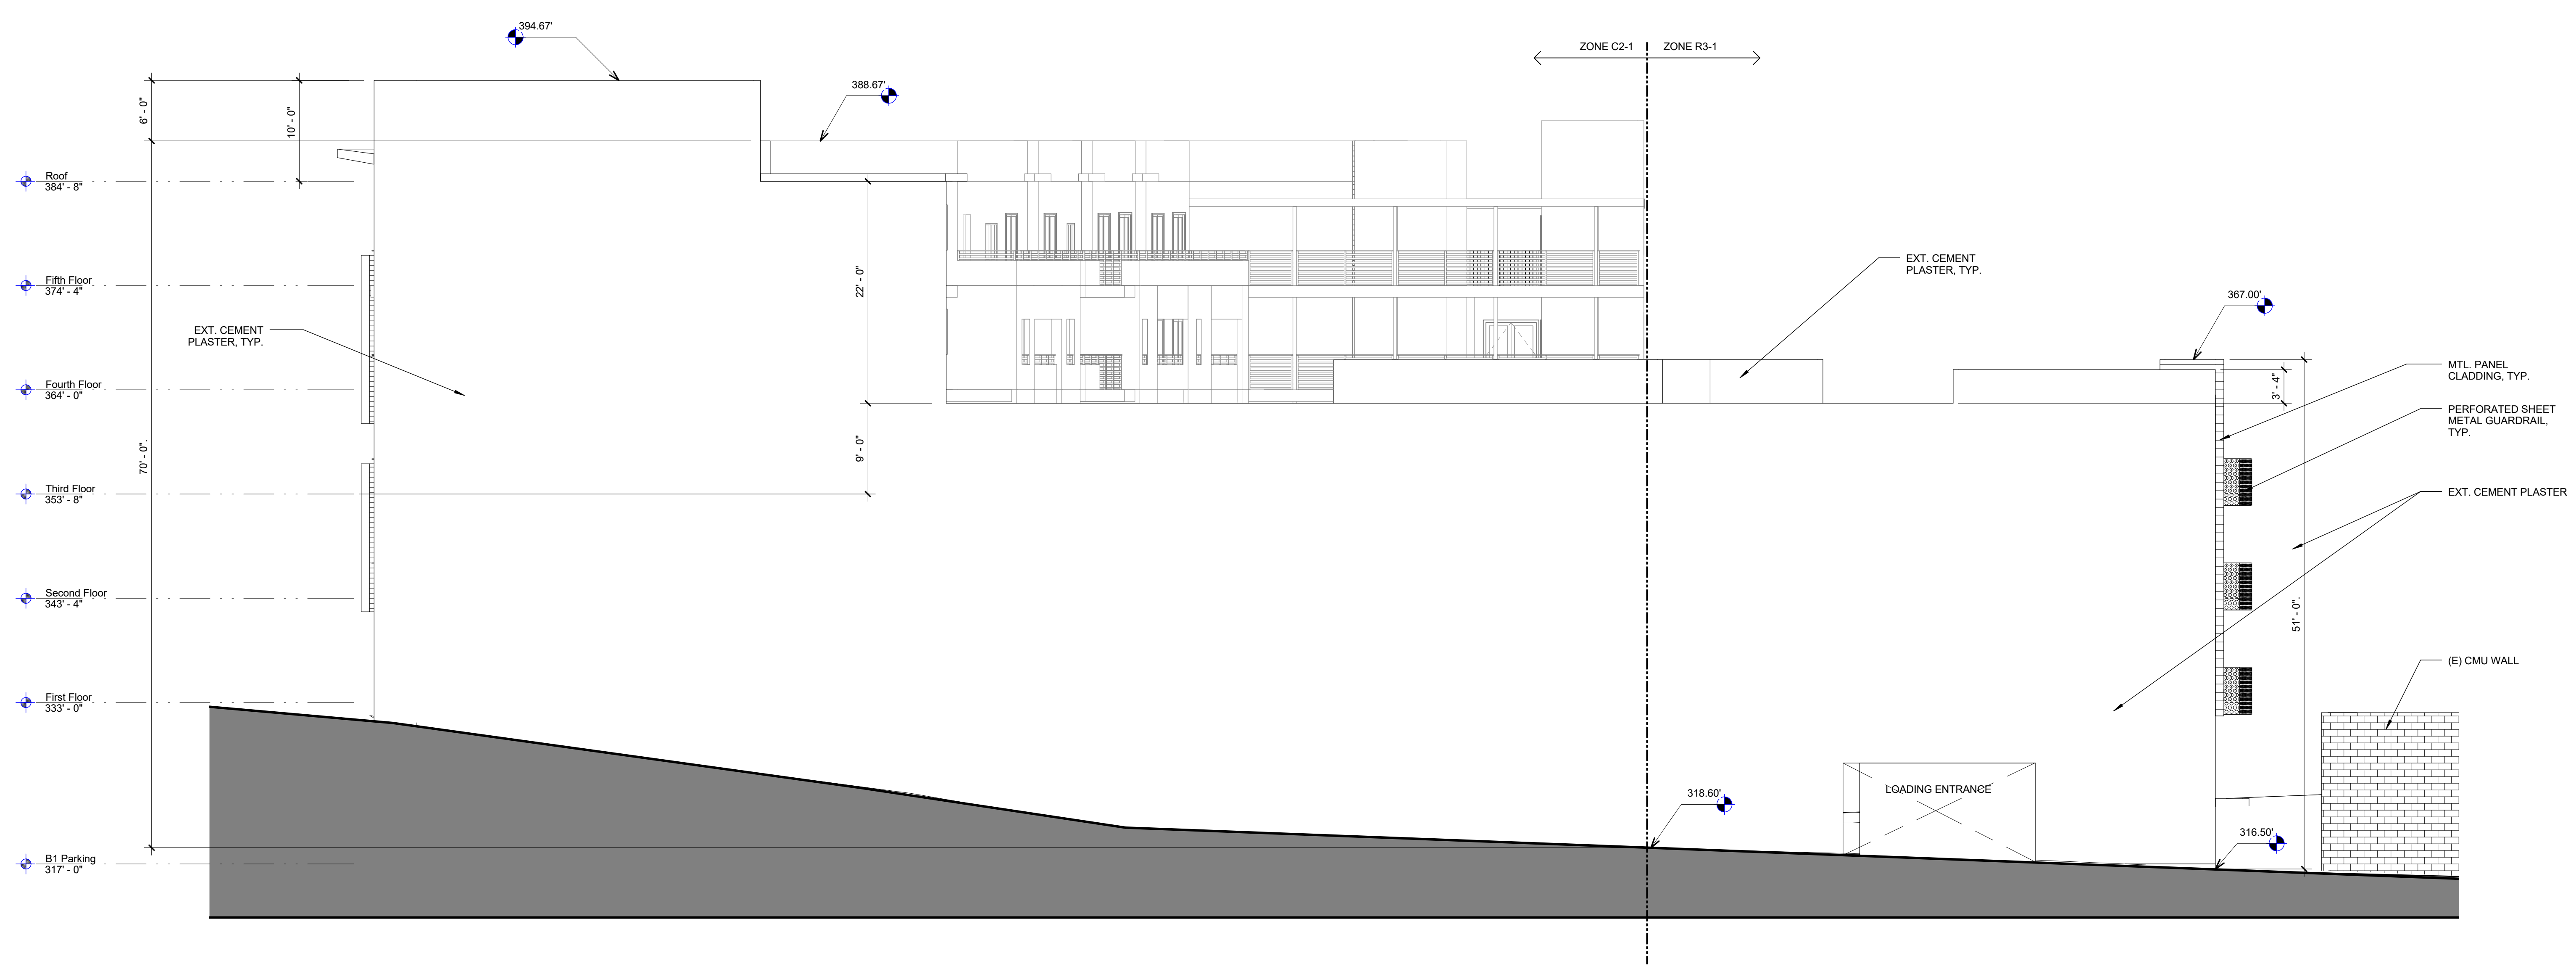 394.67'
ZONE C2-1
ZONE R3-1
388.67'
6' - 0"
10' - 0"
Roof
384' - 8"
Fifth Floor
374' - 4"
22' - 0"
EXT. CEMENT
PLASTER, TYP.
367.00'
EXT. CEMENT
PLASTER, TYP.
Fourth Floor
364' - 0"
3' - 4"
MTL. PANEL
CLADDING, TYP.
PERFORATED SHEET
METAL GUARDRAIL,
TYP.
70' - 0".
9' - 0"
Third Floor
353' - 8"
EXT. CEMENT PLASTER
Second Floor
343' - 4"
51' - 0".
(E) CMU WALL
First Floor
333' - 0"
LOADING ENTRANCE
318.60'
316.50'
B1 Parking
317' - 0"